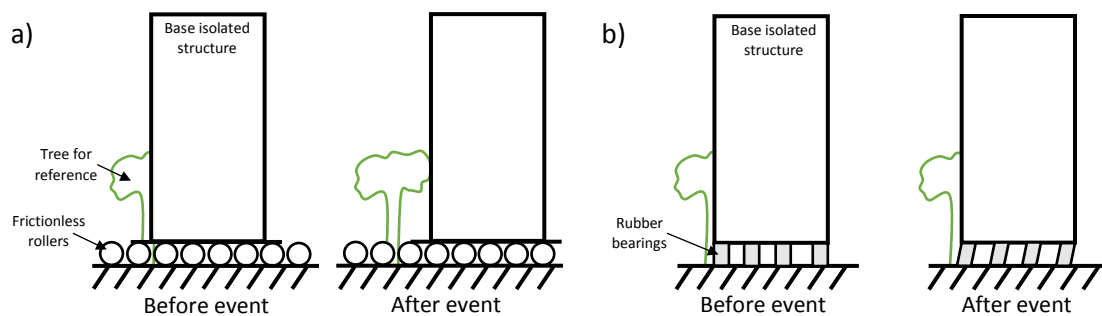 a)
Base isolated
structure
Tree for
reference
Frictionless
rollers
Before event
After event
b)
Base isolated
structure
Rubber
bearings
Before event
After event